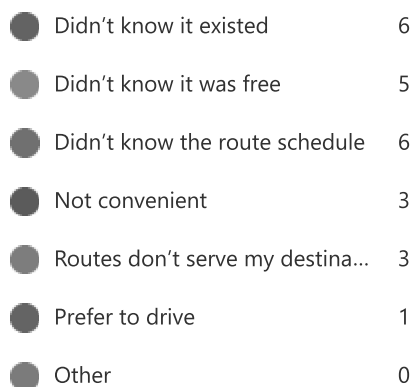 Didn’t know it existed 6
Didn’t know it was free 5
Didn’t know the route schedule 6
Not convenient 3
Routes don’t serve my destina... 3
Prefer to drive 1
Other 0